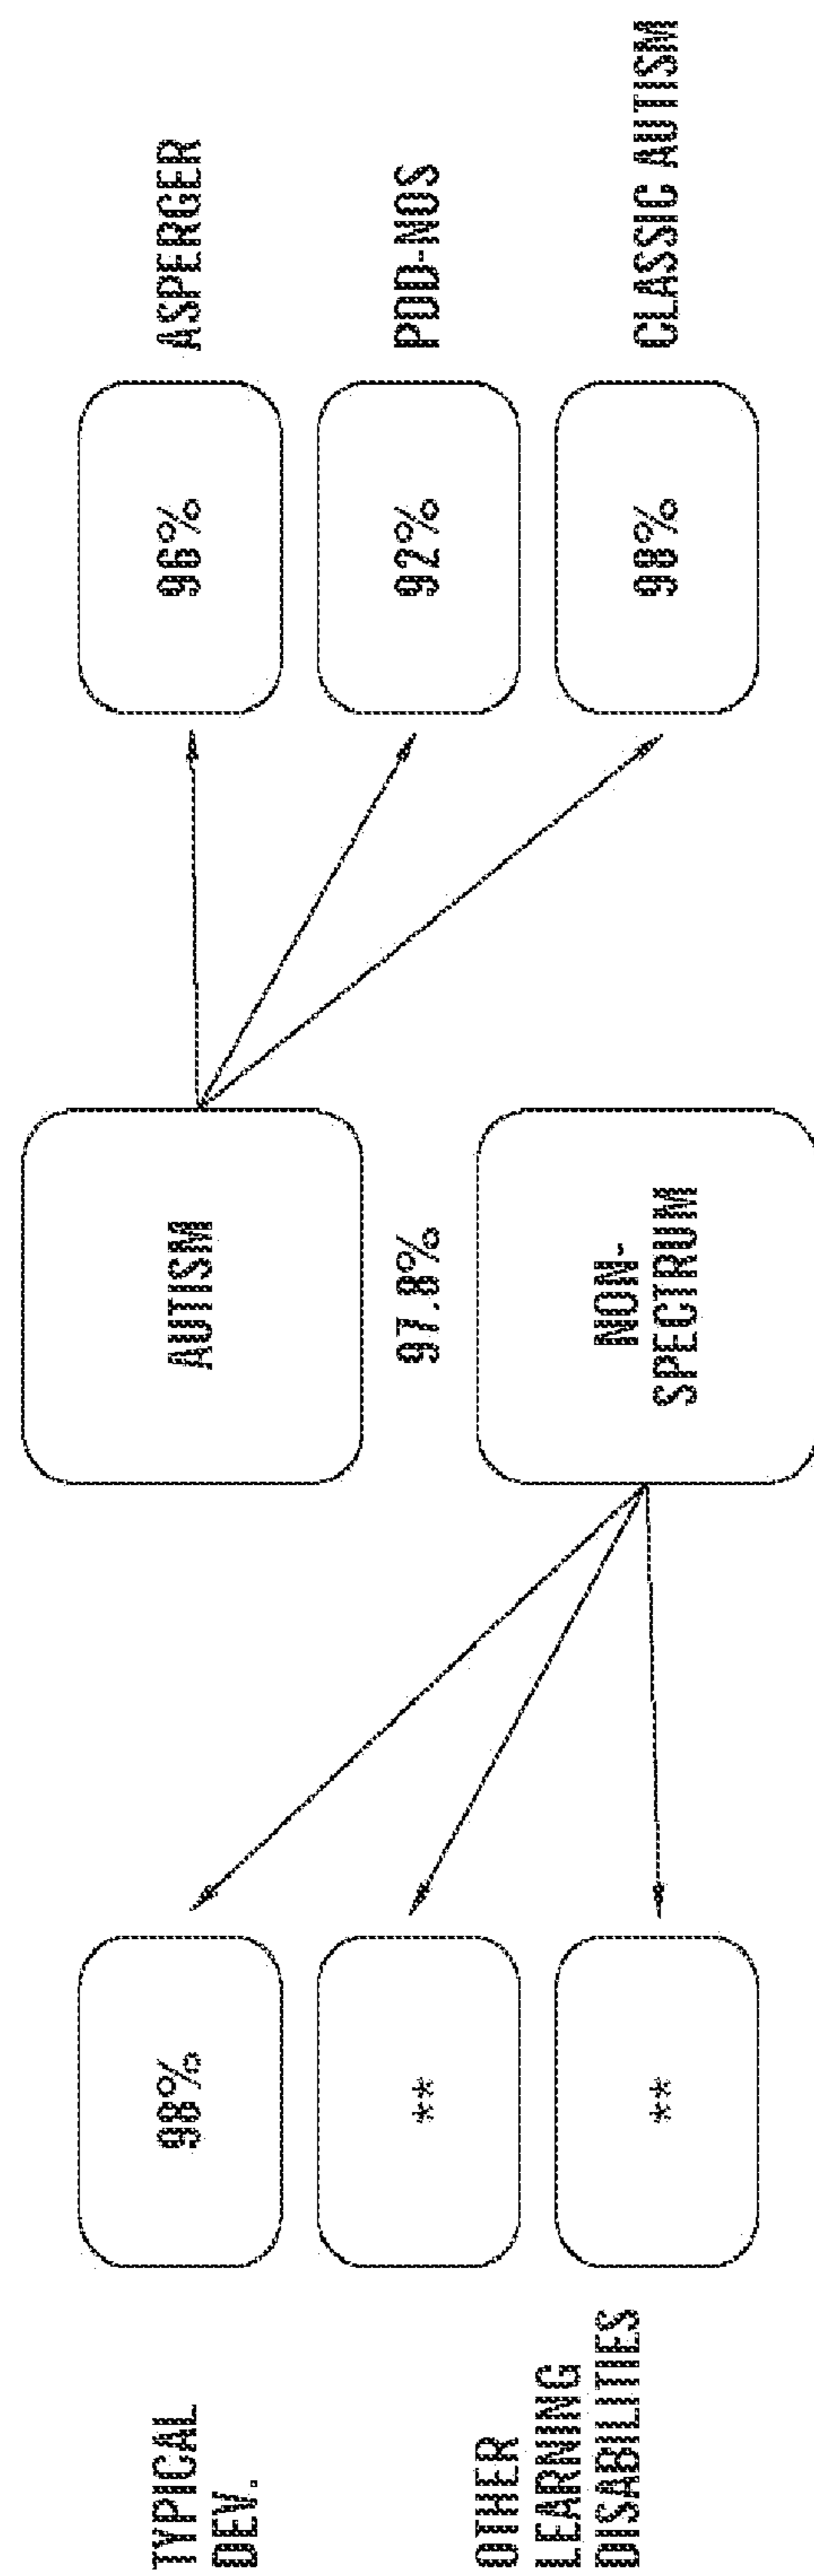 TYPICAL
DEV.
98%
OTHER
LEARNING
DISABILITIES
**
**
AUTISM
97.8%
NON-
SPECTRUM
96%
ASPERGER
92%
PDD-NOS
98%
CLASSIC AUTISM